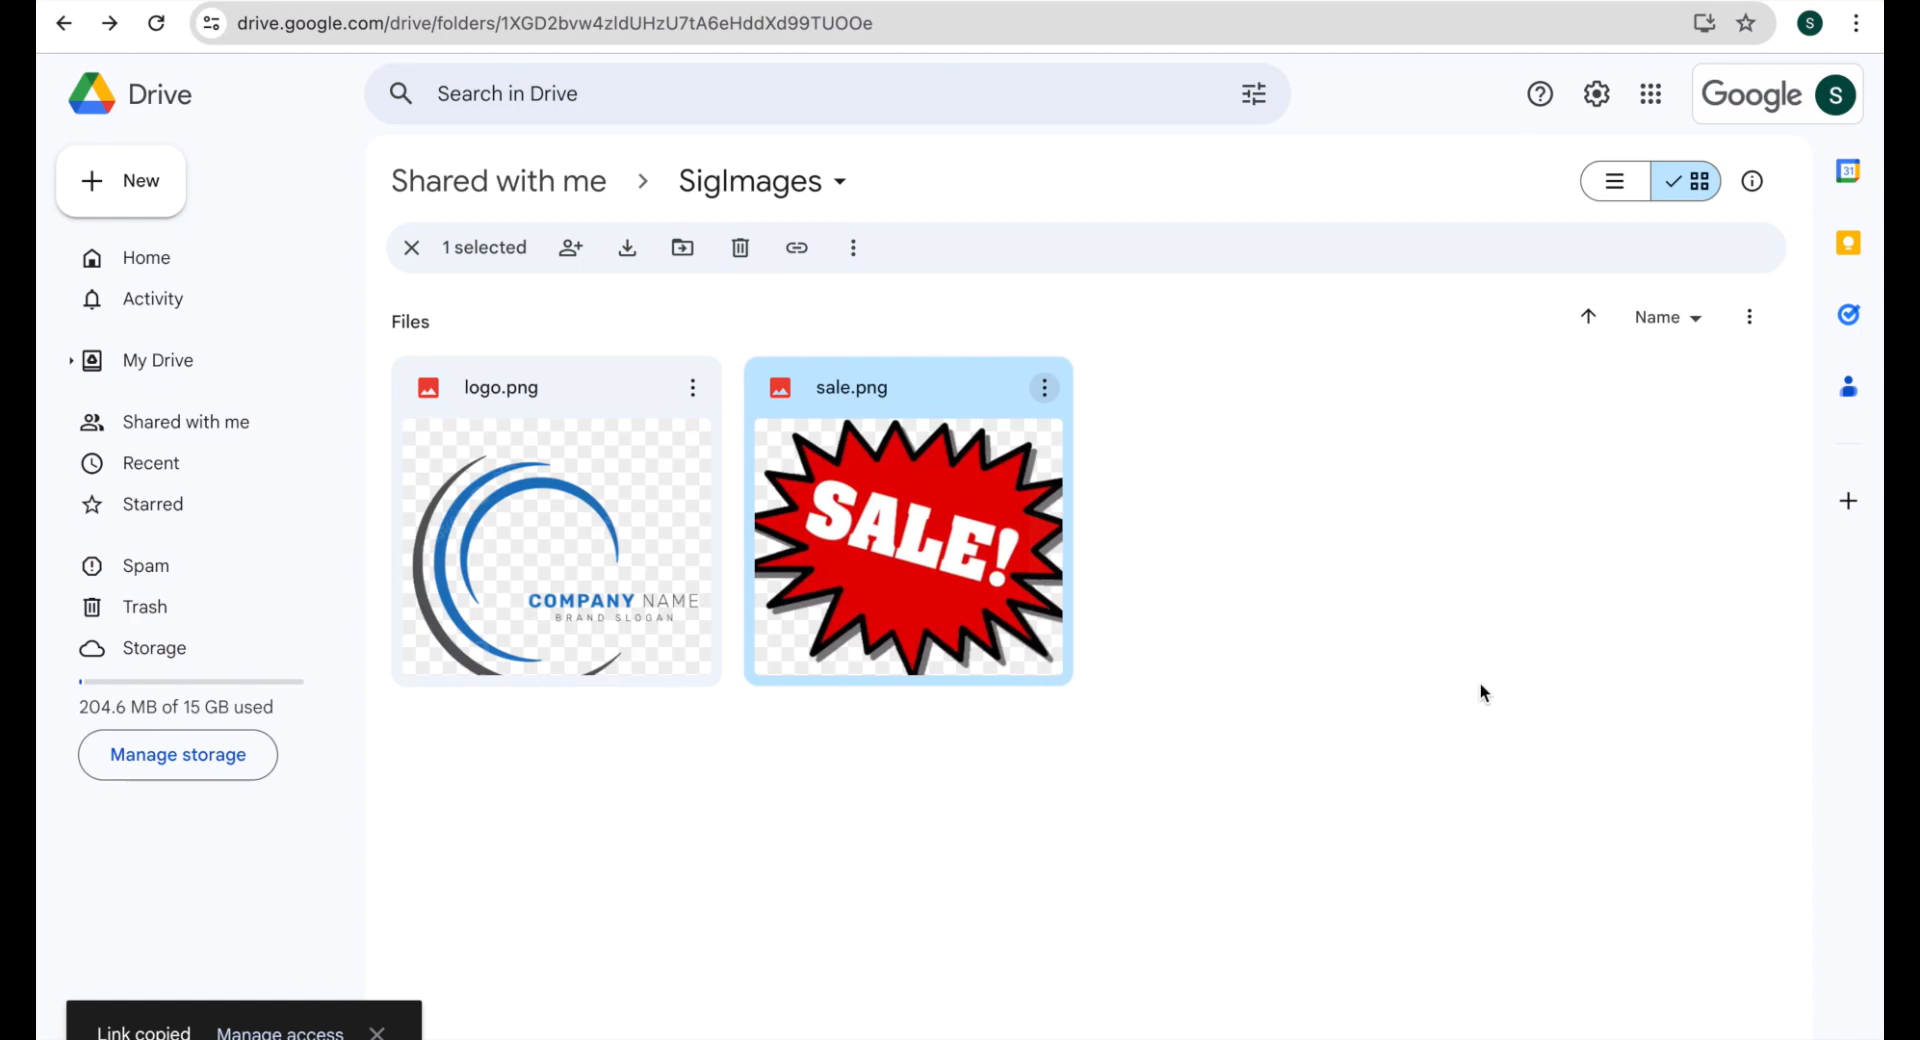 drive.google.com/drive/folders/1XGD2bvw4zldUHzU7tA6eHddXd99TUOOe
S
Drive
Search in Drive
Google S
New
Shared with me > SigImages
31
1 selected
Home
Activity
Files
Name
My Drive
logo.png
sale.png
Shared with me
Recent
Starred
SALE!
COMPANY NAME
BRAND SLOGAN
Spam
Trash
Storage
204.6 MB of 15 GB used
Manage storage
Link copied Manage access